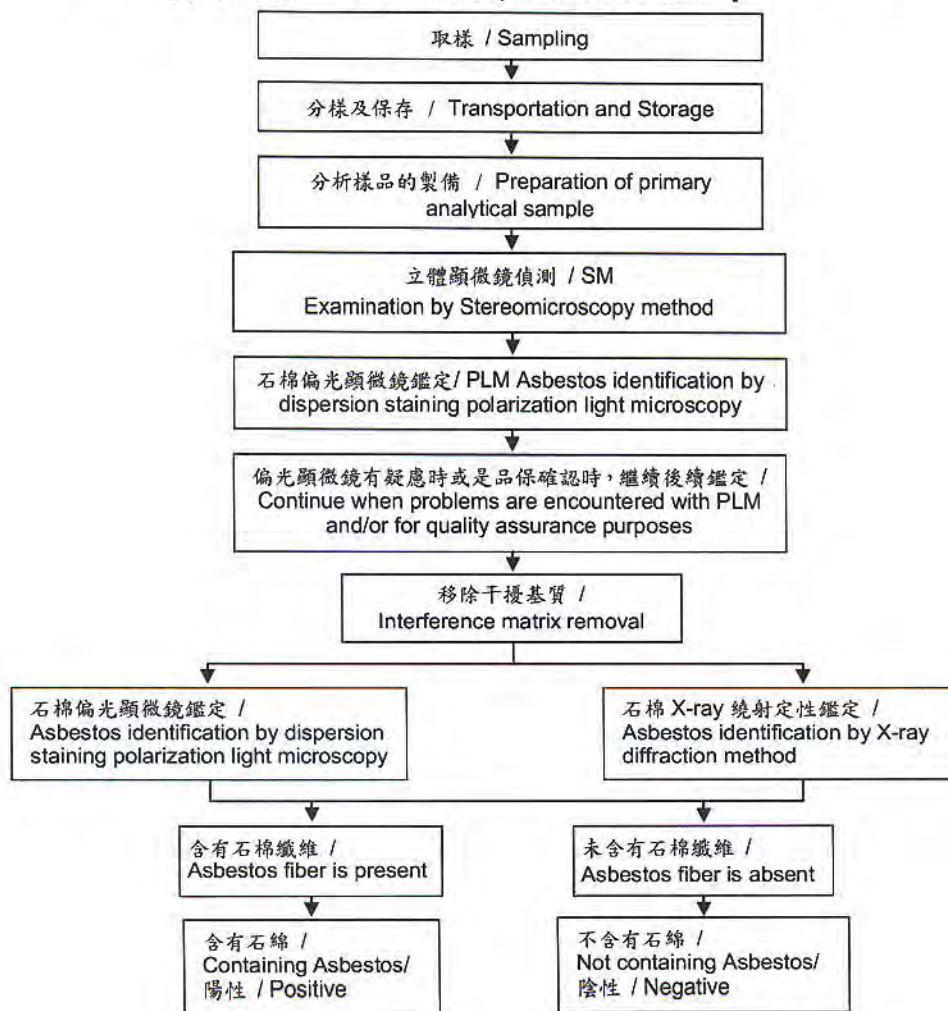 取樣 / Sampling
分樣及保存 / Transportation and Storage
分析樣品的製備 / Preparation of primary
analytical sample
立體顯微鏡偵測 / SM
Examination by Stereomicroscopy method
石棉偏光顯微鏡鑑定/ PLM Asbestos identification by
dispersion staining polarization light microscopy
偏光顯微鏡有疑慮時或是品保確認時，繼續後續鑑定 /
Continue when problems are encountered with PLM
and/or for quality assurance purposes
移除干擾基質 /
Interference matrix removal
石棉偏光顯微鏡鑑定 /
Asbestos identification by dispersion
staining polarization light microscopy
石棉 X-ray 繞射定性鑑定 /
Asbestos identification by X-ray
diffraction method
含有石棉纖維 /
Asbestos fiber is present
未含有石棉纖維 /
Asbestos fiber is absent
含有石綿 /
Containing Asbestos/
陽性 / Positive
不含有石綿 /
Not containing Asbestos/
陰性 / Negative